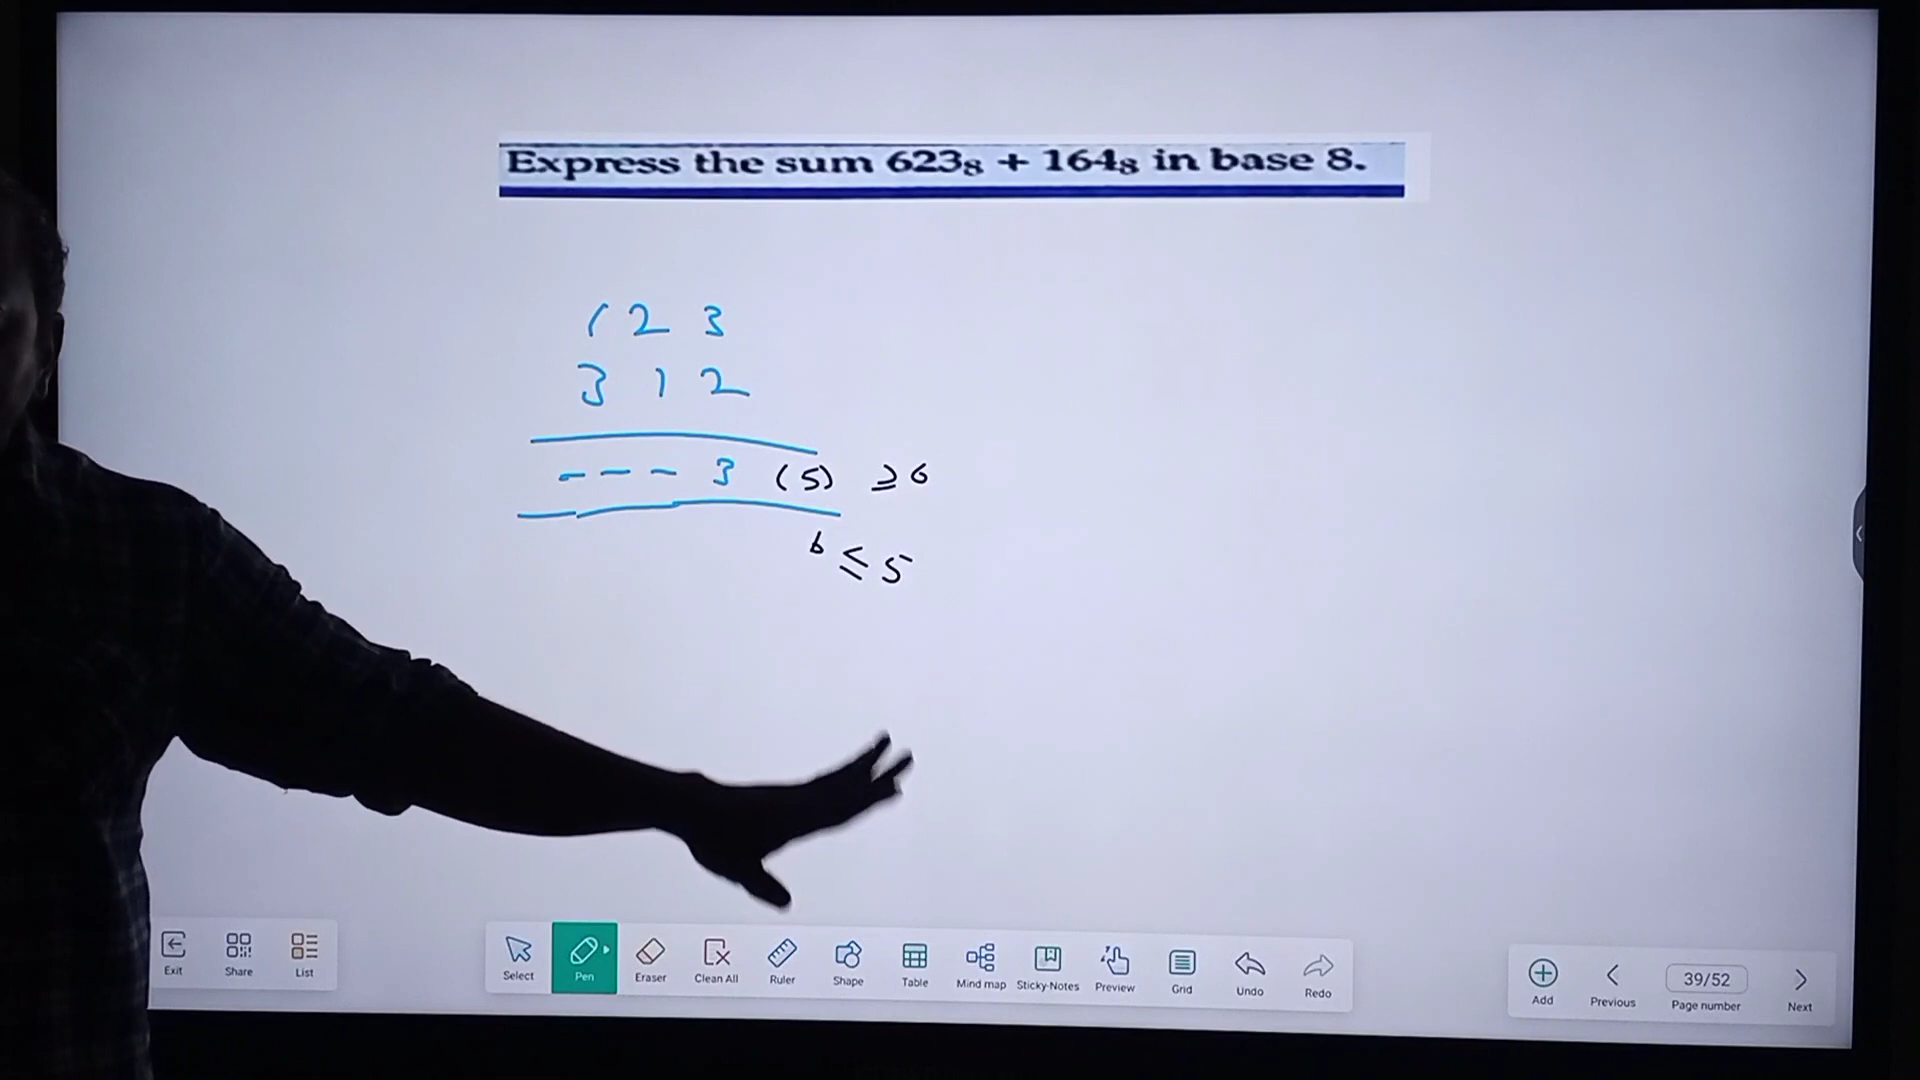 Express the sum 623₈ + 164₈ in base 8.
1 2 3
3 1 2
- - - 3 (5) ≥ 6
b ≤ 5
Exit Share List
Select Pen Eraser Clean All Ruler Shape Table Mind map Sticky-Notes Preview Grid Undo Redo
Add Previous 39/52 Page number Next